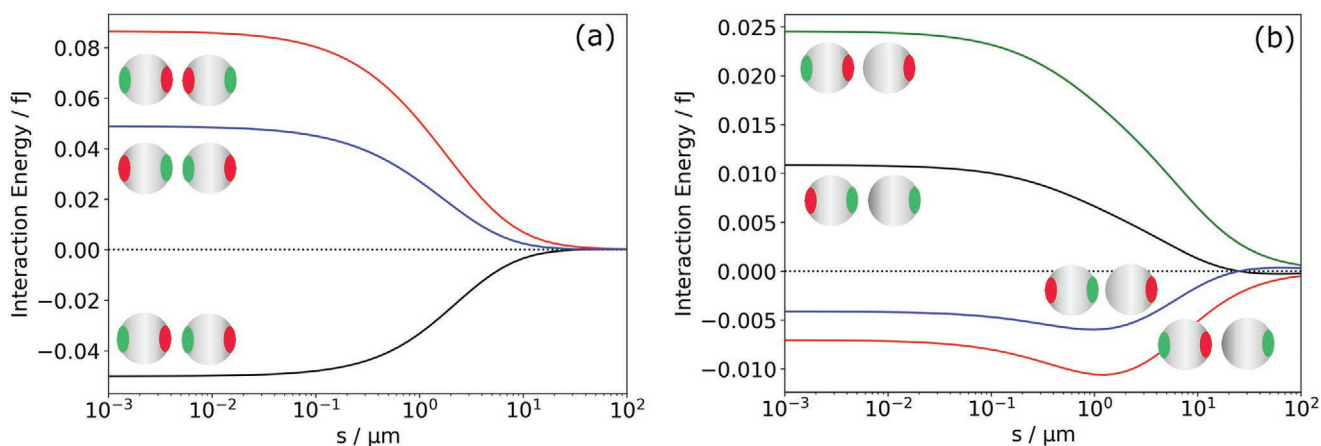 (a)
Interaction Energy / fJ
0.08
0.06
0.04
0.02
0.00
−0.02
−0.04
10⁻³ 10⁻² 10⁻¹ 10⁰ 10¹ 10²
s / μm
(b)
Interaction Energy / fJ
0.025
0.020
0.015
0.010
0.005
0.000
−0.005
−0.010
10⁻³ 10⁻² 10⁻¹ 10⁰ 10¹ 10²
s / μm